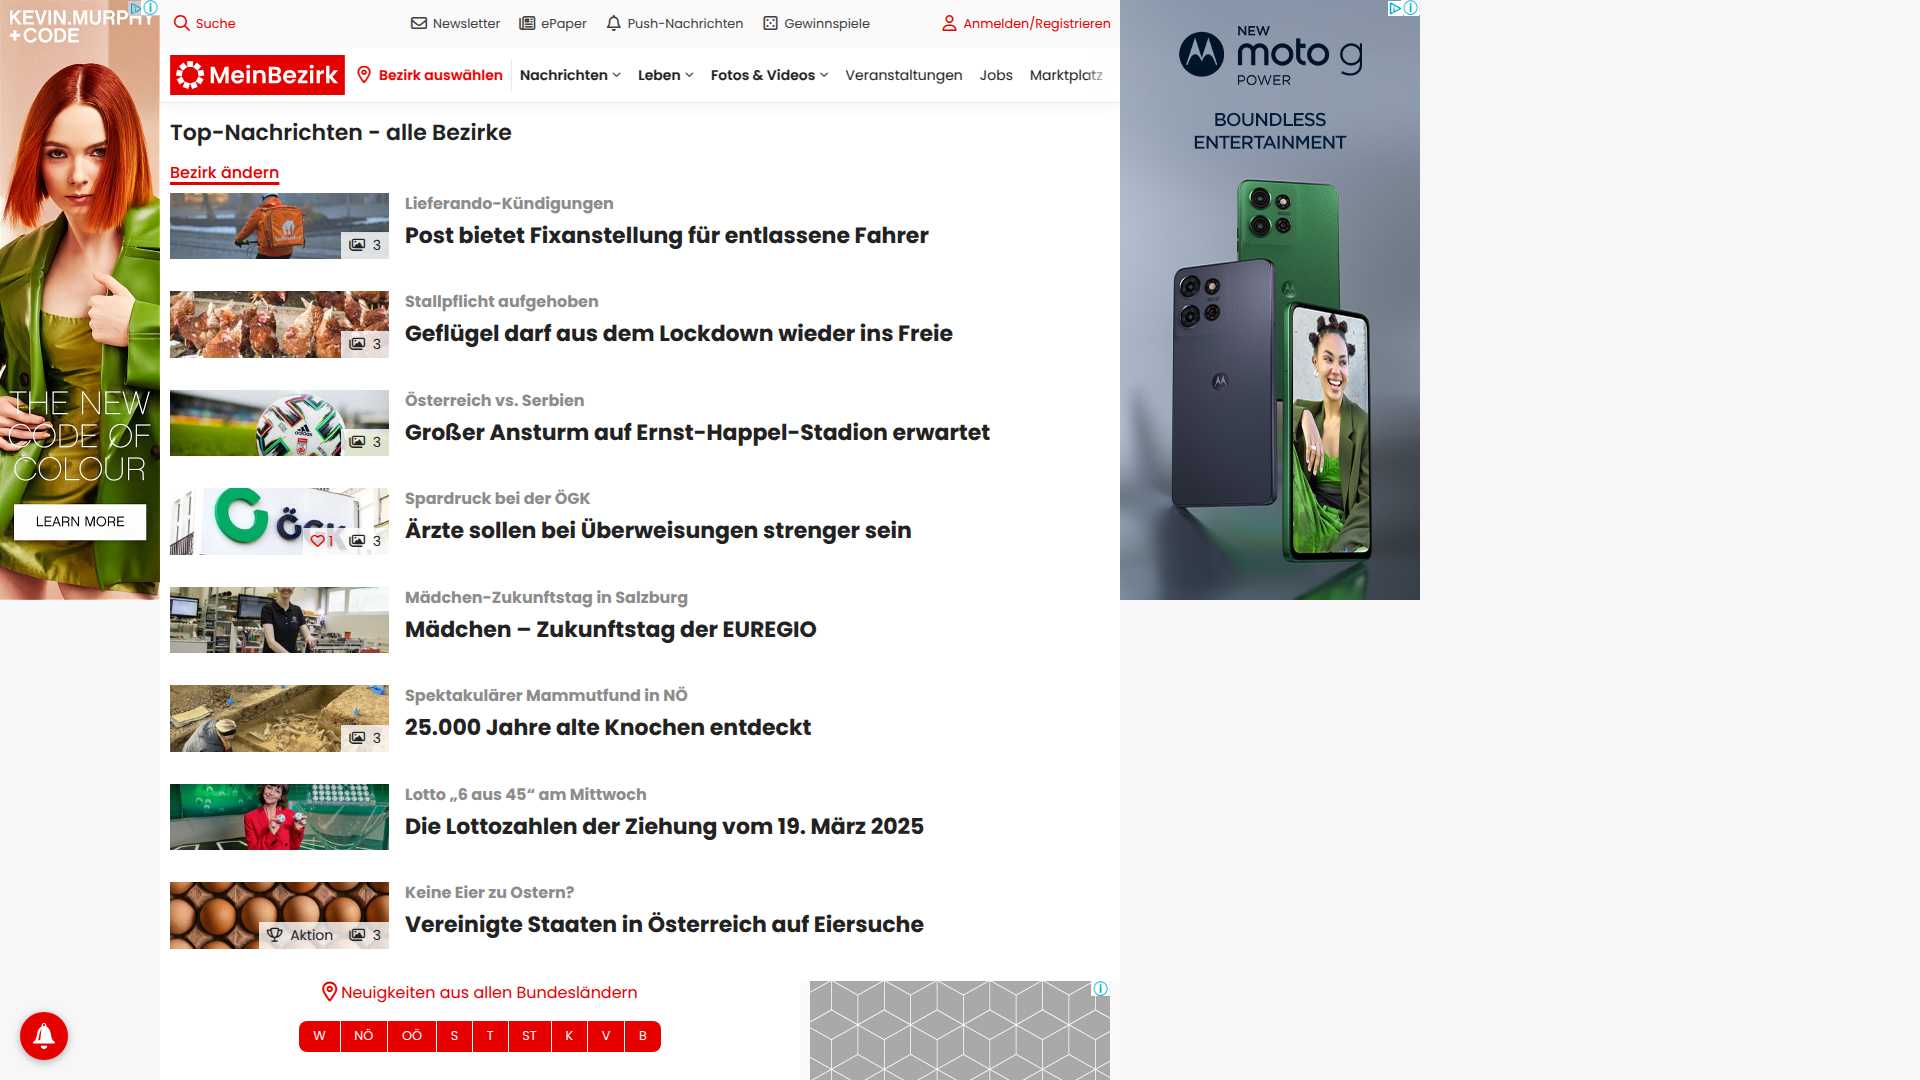 KEVIN.MURPHY
+CODE
THE NEW
CODE OF
COLOUR
LEARN MORE
Suche
Newsletter
ePaper
Push-Nachrichten
Gewinnspiele
Anmelden/Registrieren
MeinBezirk
Bezirk auswählen
Nachrichten
Leben
Fotos & Videos
Veranstaltungen
Jobs
Marktplatz
Top-Nachrichten - alle Bezirke
Bezirk ändern
3
Lieferando-Kündigungen
Post bietet Fixanstellung für entlassene Fahrer
3
Stallpflicht aufgehoben
Geflügel darf aus dem Lockdown wieder ins Freie
3
Österreich vs. Serbien
Großer Ansturm auf Ernst-Happel-Stadion erwartet
ÖGK
1
3
Spardruck bei der ÖGK
Ärzte sollen bei Überweisungen strenger sein
Mädchen-Zukunftstag in Salzburg
Mädchen – Zukunftstag der EUREGIO
3
Spektakulärer Mammutfund in NÖ
25.000 Jahre alte Knochen entdeckt
Lotto „6 aus 45“ am Mittwoch
Die Lottozahlen der Ziehung vom 19. März 2025
Aktion
3
Keine Eier zu Ostern?
Vereinigte Staaten in Österreich auf Eiersuche
Neuigkeiten aus allen Bundesländern
W NÖ OÖ S T ST K V B
NEW
moto g
POWER
BOUNDLESS
ENTERTAINMENT